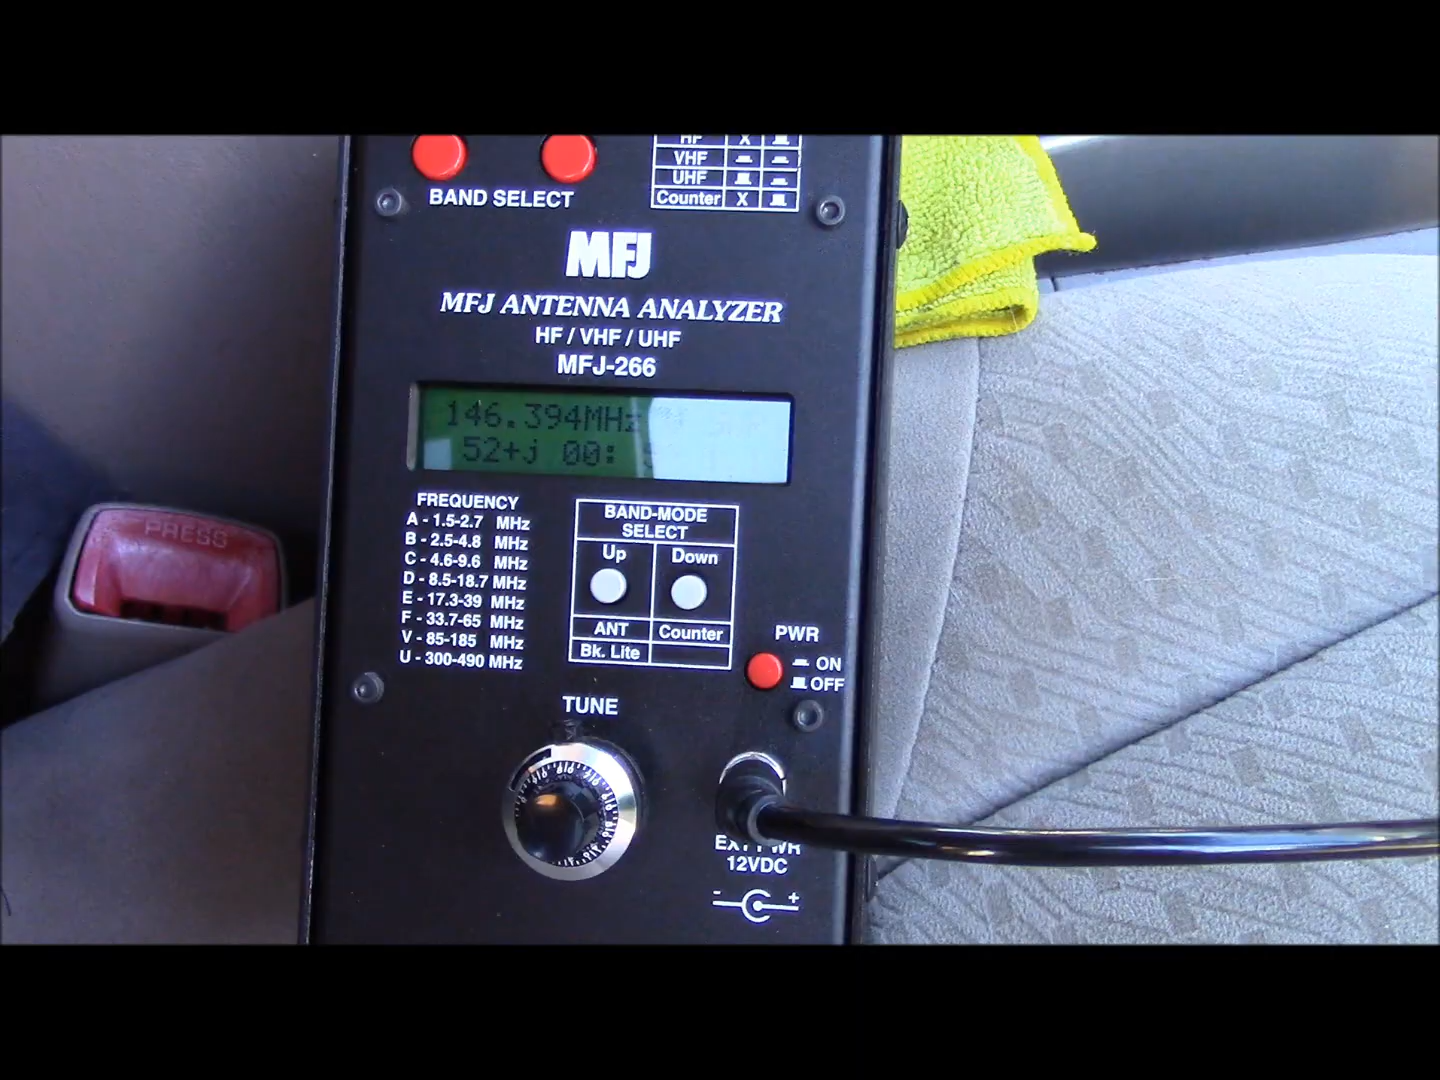 HF X
VHF
UHF
Counter X
BAND SELECT
MFJ
MFJ ANTENNA ANALYZER
HF / VHF / UHF
MFJ-266
146.394MHz
52+j 00:
FREQUENCY
A - 1.5-2.7 MHz
B - 2.5-4.8 MHz
C - 4.6-9.6 MHz
D - 8.5-18.7 MHz
E - 17.3-39 MHz
F - 33.7-65 MHz
V - 85-185 MHz
U - 300-490 MHz
BAND-MODE
SELECT
Up Down
ANT Counter
Bk. Lite
PWR
ON
OFF
TUNE
EXT PWR
12VDC
- +
PRESS